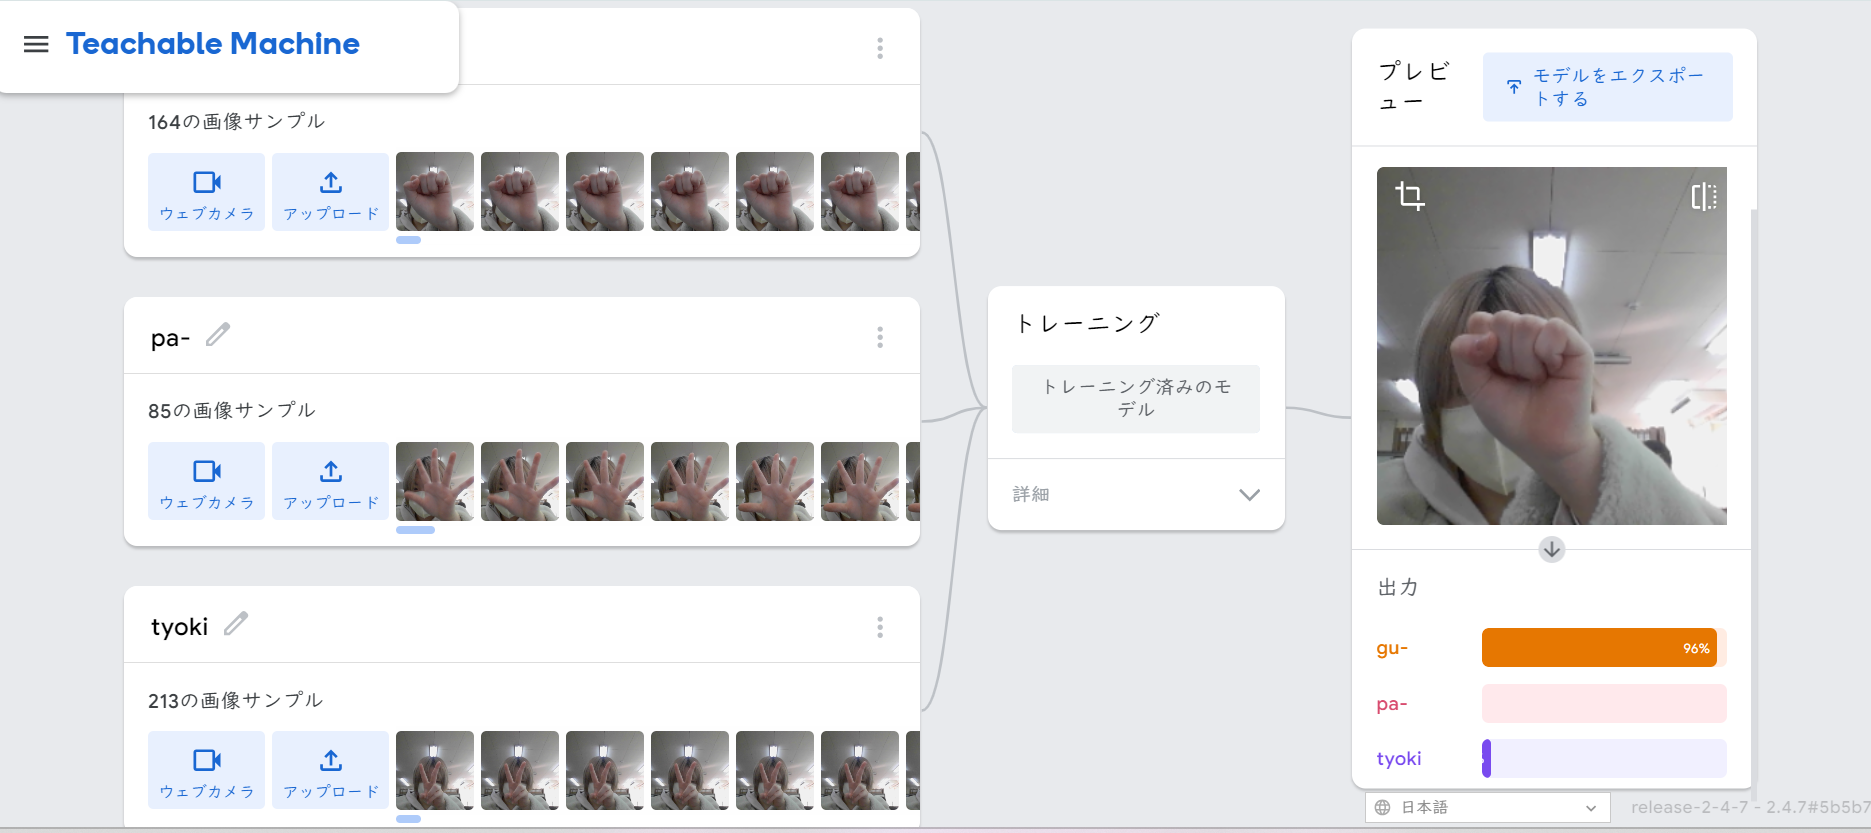 Teachable Machine
164の画像サンプル
ウェブカメラ
アップロード
pa-
85の画像サンプル
ウェブカメラ
アップロード
tyoki
213の画像サンプル
ウェブカメラ
アップロード
トレーニング
トレーニング済みのモ
デル
詳細
プレビ
ュー
モデルをエクスポー
トする
出力
gu-
96%
pa-
tyoki
日本語
release-2-4-7 - 2.4.7#5b5b7